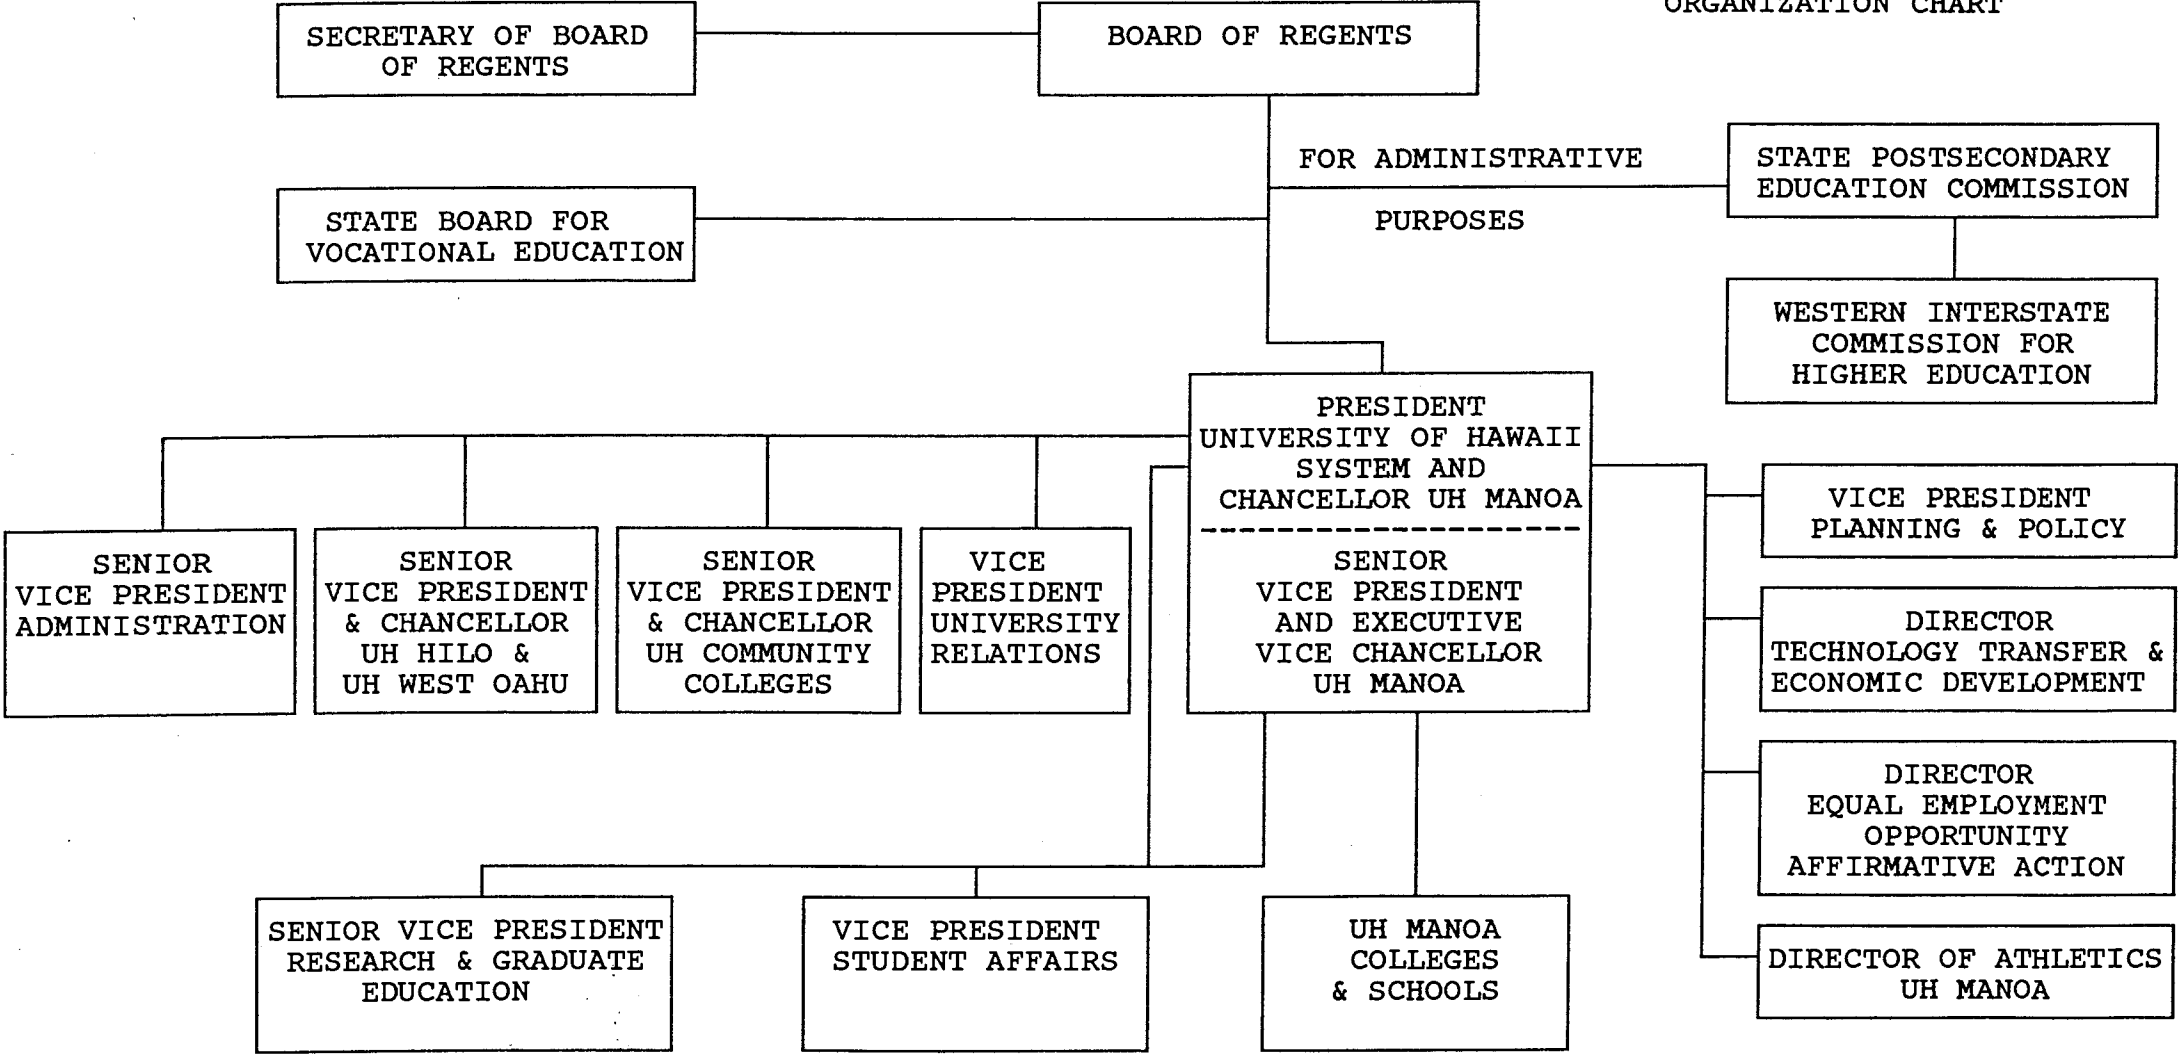 ORGANIZATION CHART
SECRETARY OF BOARD
OF REGENTS
BOARD OF REGENTS
FOR ADMINISTRATIVE
PURPOSES
STATE POSTSECONDARY
EDUCATION COMMISSION
STATE BOARD FOR
VOCATIONAL EDUCATION
WESTERN INTERSTATE
COMMISSION FOR
HIGHER EDUCATION
PRESIDENT
UNIVERSITY OF HAWAII
SYSTEM AND
CHANCELLOR UH MANOA
SENIOR
VICE PRESIDENT
AND EXECUTIVE
VICE CHANCELLOR
UH MANOA
SENIOR
VICE PRESIDENT
ADMINISTRATION
SENIOR
VICE PRESIDENT
& CHANCELLOR
UH HILO &
UH WEST OAHU
SENIOR
VICE PRESIDENT
& CHANCELLOR
UH COMMUNITY
COLLEGES
VICE
PRESIDENT
UNIVERSITY
RELATIONS
VICE PRESIDENT
PLANNING & POLICY
DIRECTOR
TECHNOLOGY TRANSFER &
ECONOMIC DEVELOPMENT
DIRECTOR
EQUAL EMPLOYMENT
OPPORTUNITY
AFFIRMATIVE ACTION
DIRECTOR OF ATHLETICS
UH MANOA
SENIOR VICE PRESIDENT
RESEARCH & GRADUATE
EDUCATION
VICE PRESIDENT
STUDENT AFFAIRS
UH MANOA
COLLEGES
& SCHOOLS